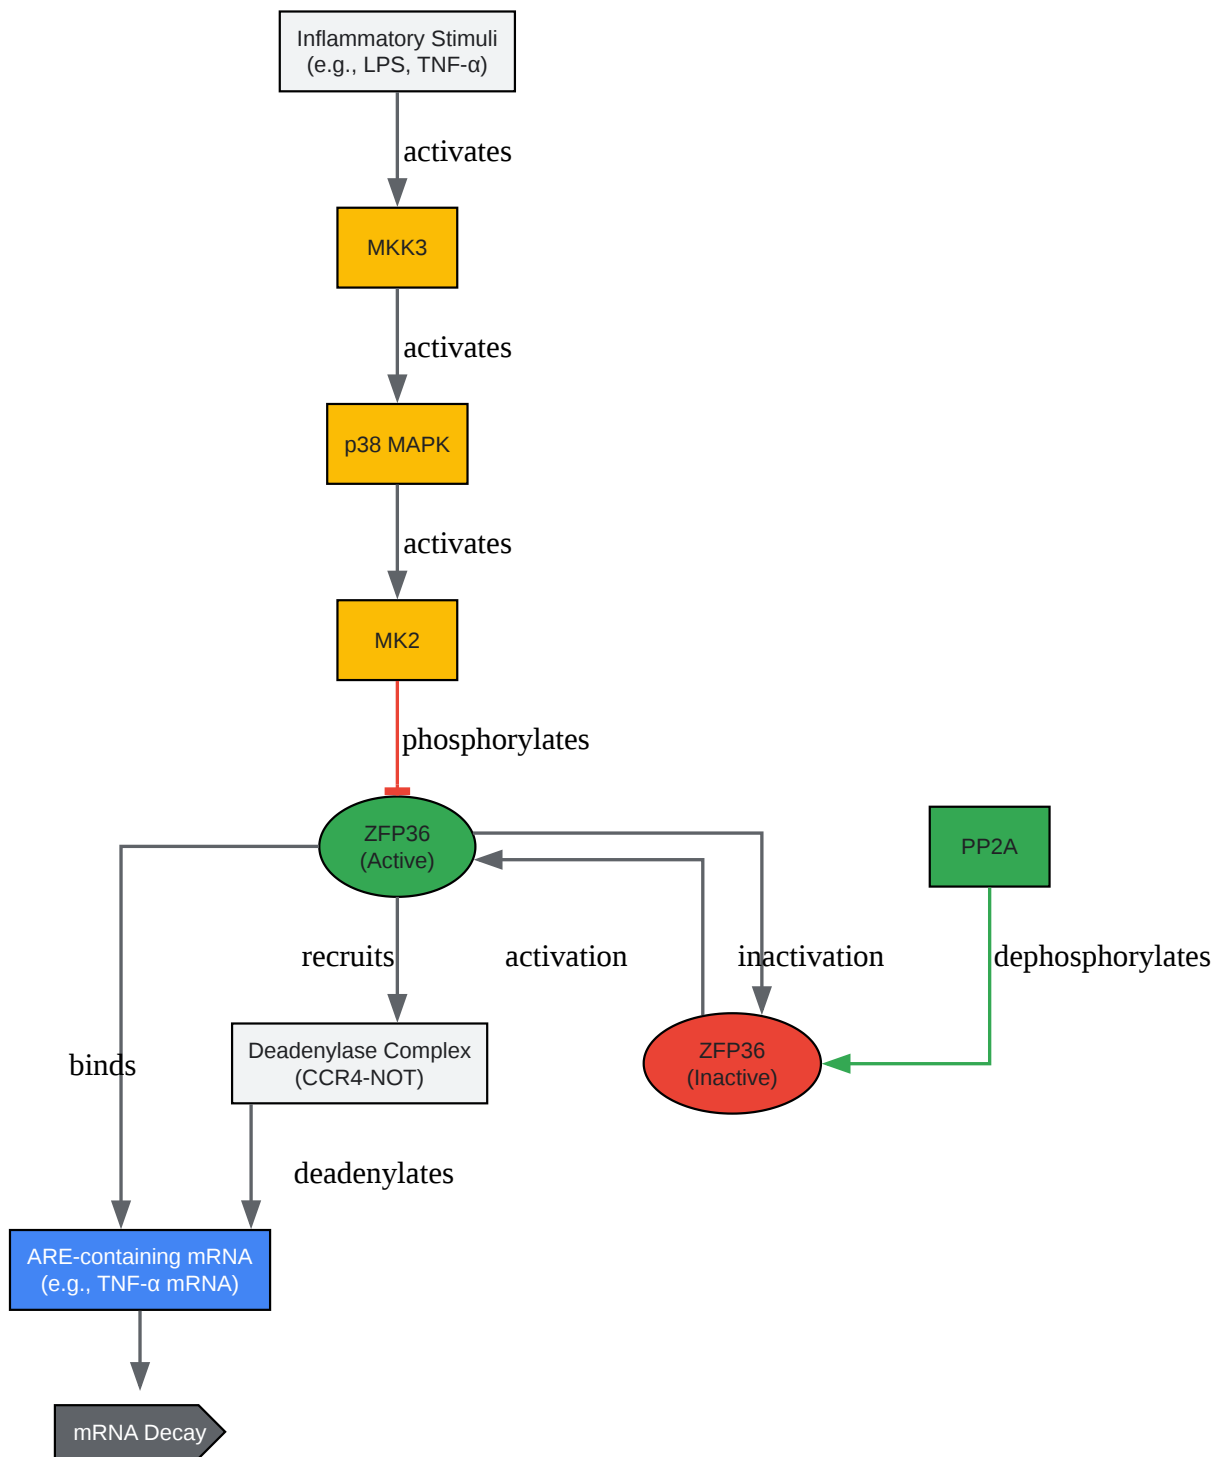 Inflammatory Stimuli
(e.g., LPS, TNF-α)
activates
MKK3
activates
p38 MAPK
activates
MK2
phosphorylates
ZFP36
(Active)
PP2A
recruits
activation
inactivation
dephosphorylates
binds
Deadenylase Complex
(CCR4-NOT)
ZFP36
(Inactive)
deadenylates
ARE-containing mRNA
(e.g., TNF-α mRNA)
mRNA Decay